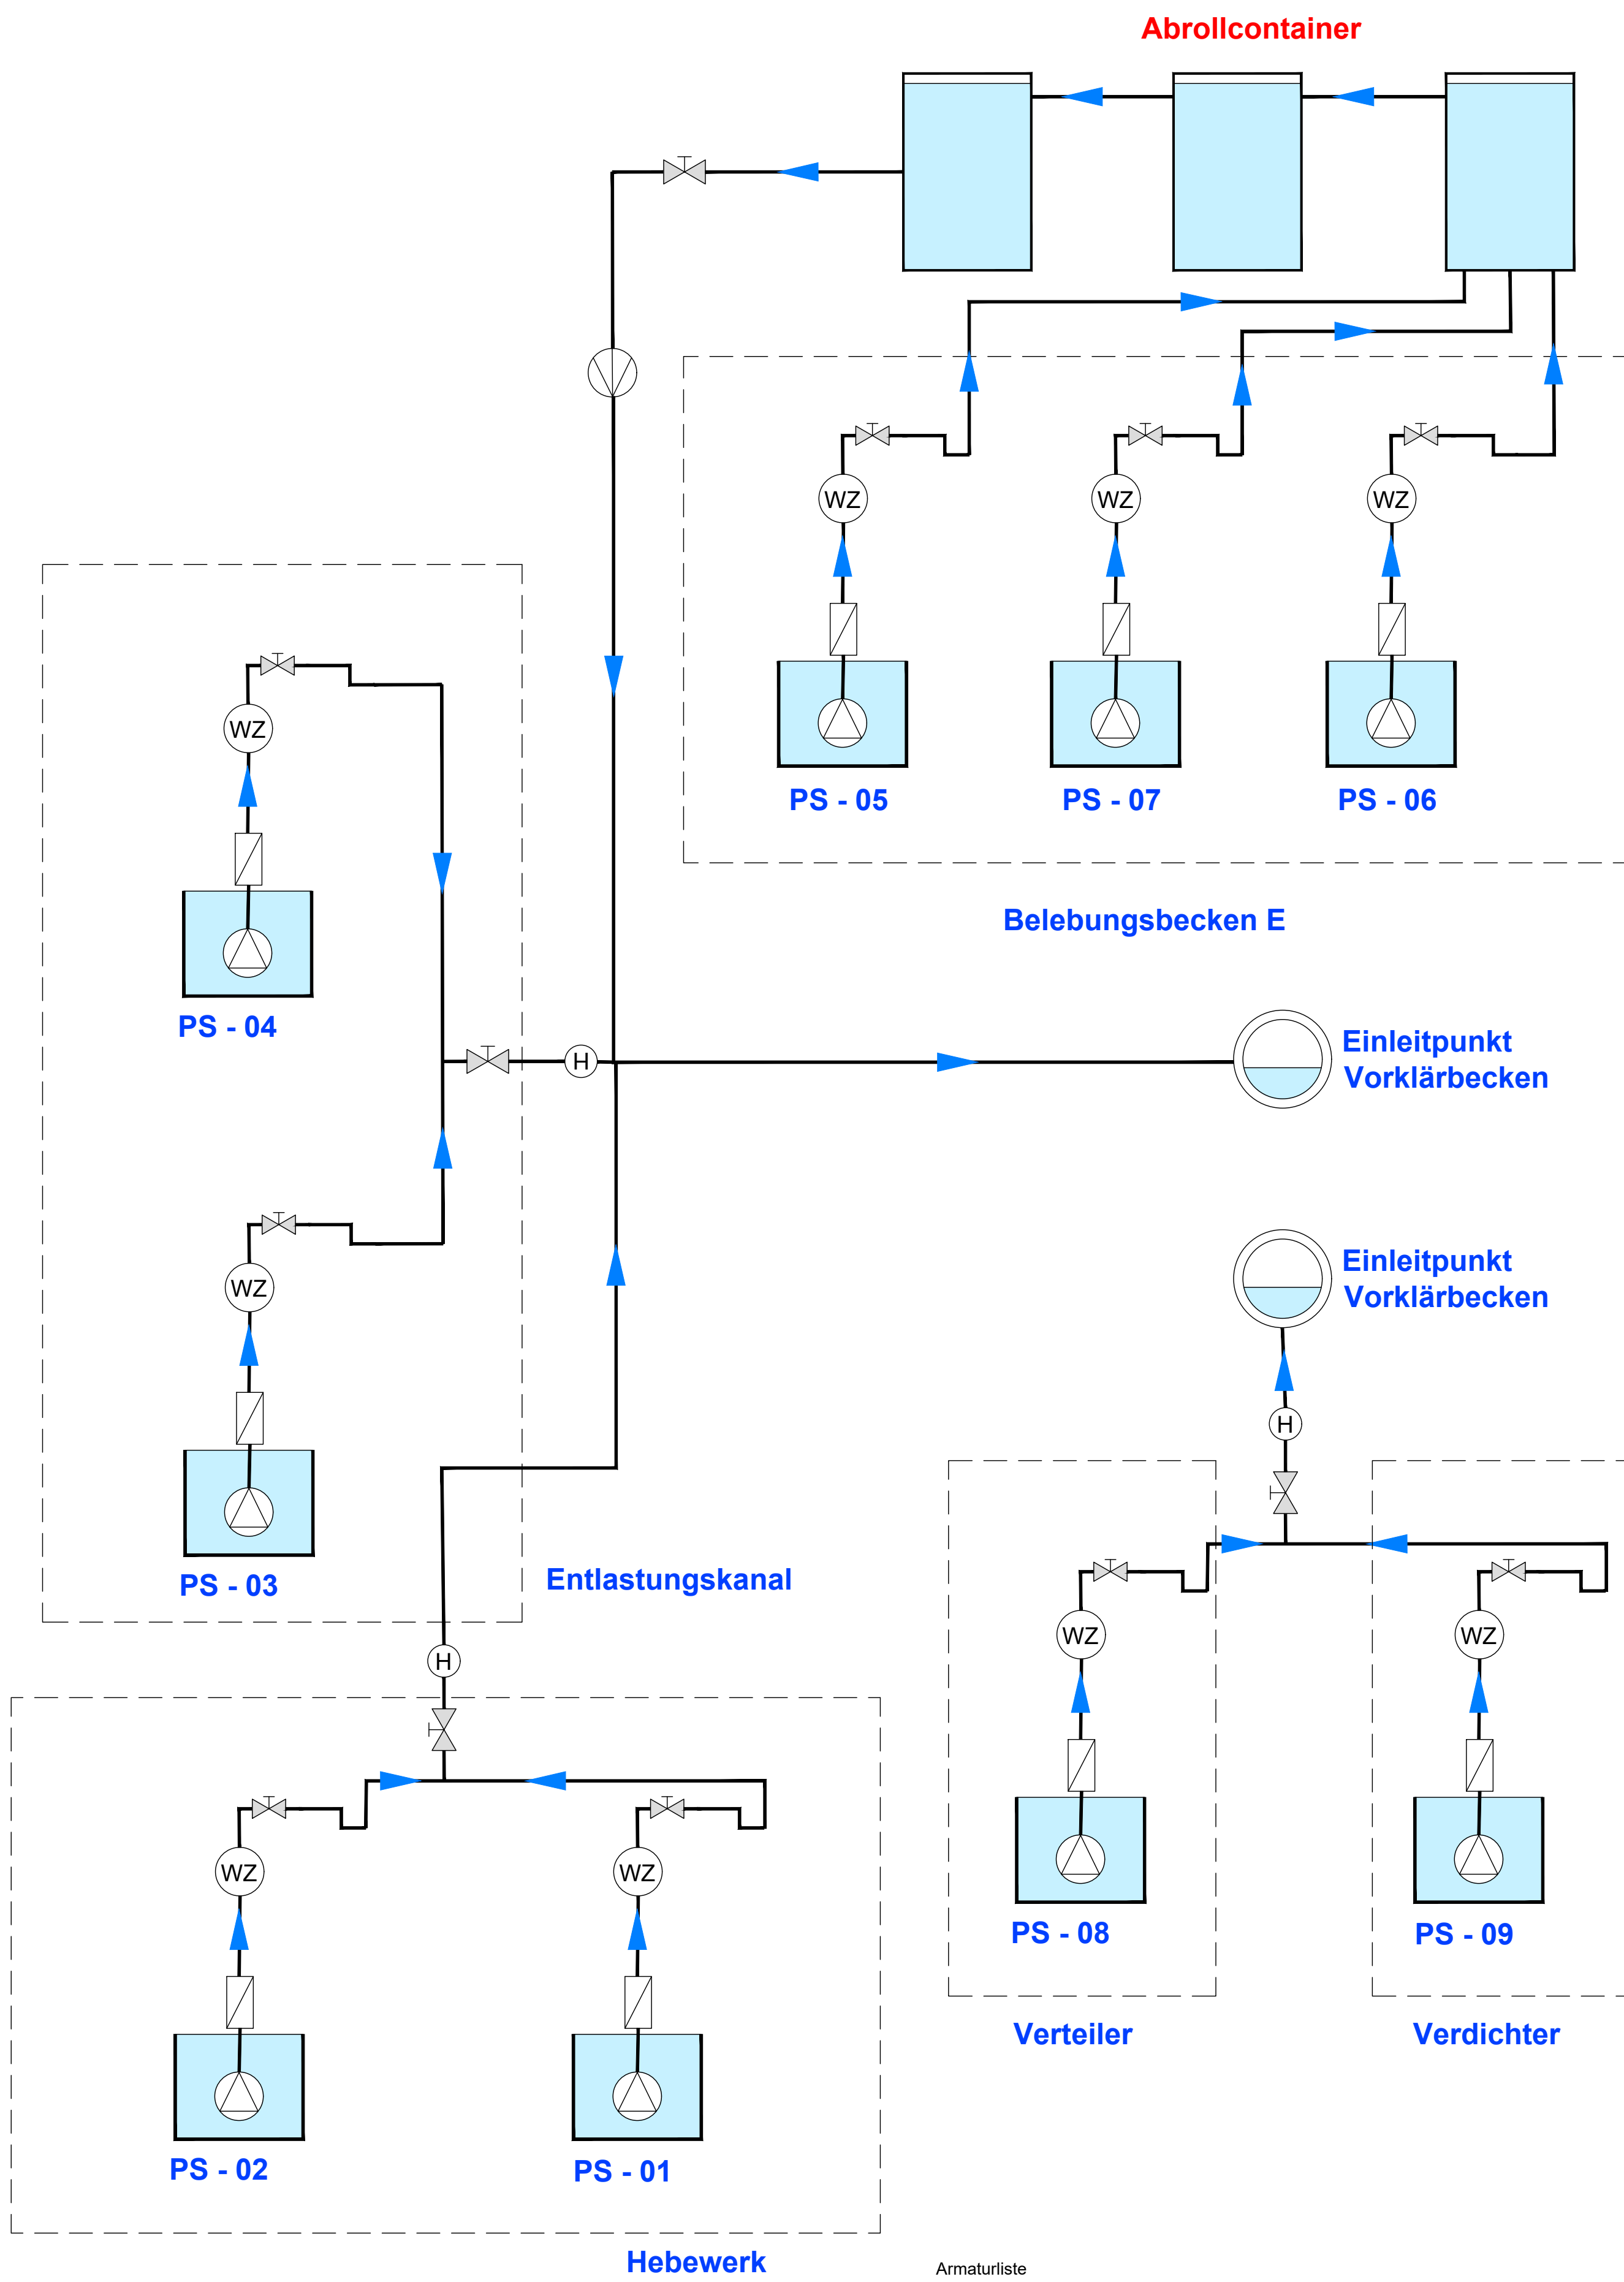 Abrollcontainer
WZ
WZ
WZ
PS - 05
PS - 07
PS - 06
Belebungsbecken E
WZ
PS - 04
H
Einleitpunkt
Vorklärbecken
WZ
PS - 03
Entlastungskanal
Einleitpunkt
Vorklärbecken
H
WZ
WZ
PS - 08
PS - 09
Verteiler
Verdichter
H
WZ
WZ
PS - 02
PS - 01
Hebewerk
Armaturliste